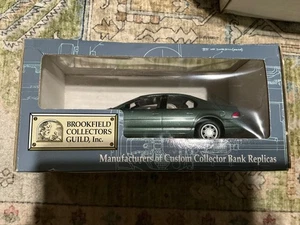 BROOKFIELD
COLLECTORS
GUILD, Inc.
Manufacturers of Custom Collector Bank Replicas